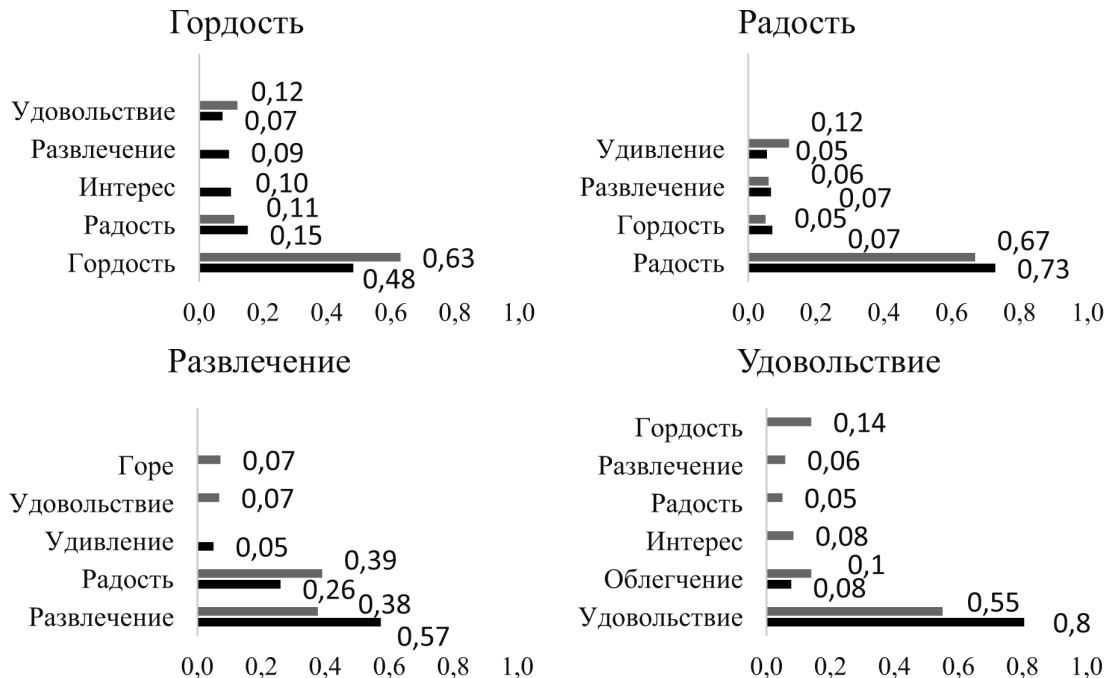 Гордость
Удовольствие
0,12
0,07
Развлечение
0,09
Интерес
0,10
Радость
0,11
0,15
Гордость
0,63
0,48
0,0 0,2 0,4 0,6 0,8 1,0
Радость
Удивление
0,12
0,05
Развлечение
0,06
0,07
Гордость
0,05
0,07
Радость
0,67
0,73
0,0 0,2 0,4 0,6 0,8 1,0
Развлечение
Горе
0,07
Удовольствие
0,07
Удивление
0,05
Радость
0,39
0,26
Развлечение
0,38
0,57
0,0 0,2 0,4 0,6 0,8 1,0
Удовольствие
Гордость
0,14
Развлечение
0,06
Радость
0,05
Интерес
0,08
Облегчение
0,1
0,08
Удовольствие
0,55
0,8
0,0 0,2 0,4 0,6 0,8 1,0